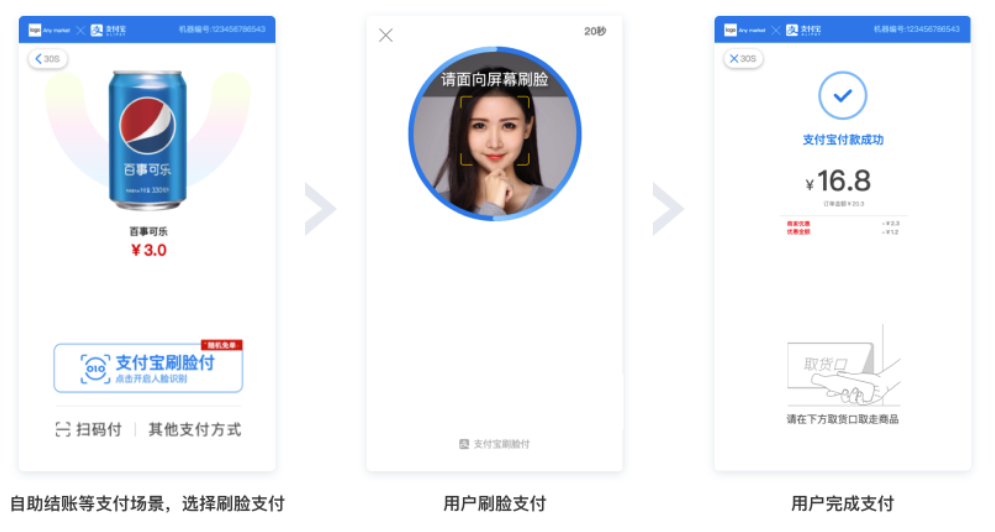 logo tiny market 支付宝 ALIPAY 机器编号:123456786543
30S
百事可乐
330ml
百事可乐
¥3.0
随机免单
支付宝刷脸付
点击开启人脸识别
扫码付
其他支付方式
自助结账等支付场景，选择刷脸支付
20秒
请面向屏幕刷脸
支付宝刷脸付
用户刷脸支付
logo tiny market 支付宝 ALIPAY 机器编号:123456786543
30S
支付宝付款成功
¥16.8
订单金额¥20.3
商家优惠 -¥2.3
优惠金额 -¥1.2
取货口
请在下方取货口取走商品
用户完成支付